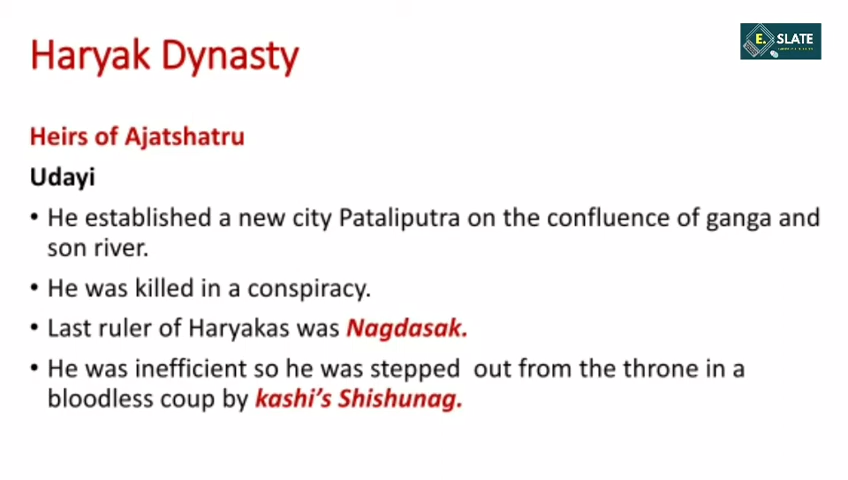 Haryak Dynasty
E. SLATE
Heirs of Ajatshatru
Udayi
• He established a new city Pataliputra on the confluence of ganga and
son river.
• He was killed in a conspiracy.
• Last ruler of Haryakas was Nagdasak.
• He was inefficient so he was stepped out from the throne in a
bloodless coup by kashi's Shishunag.